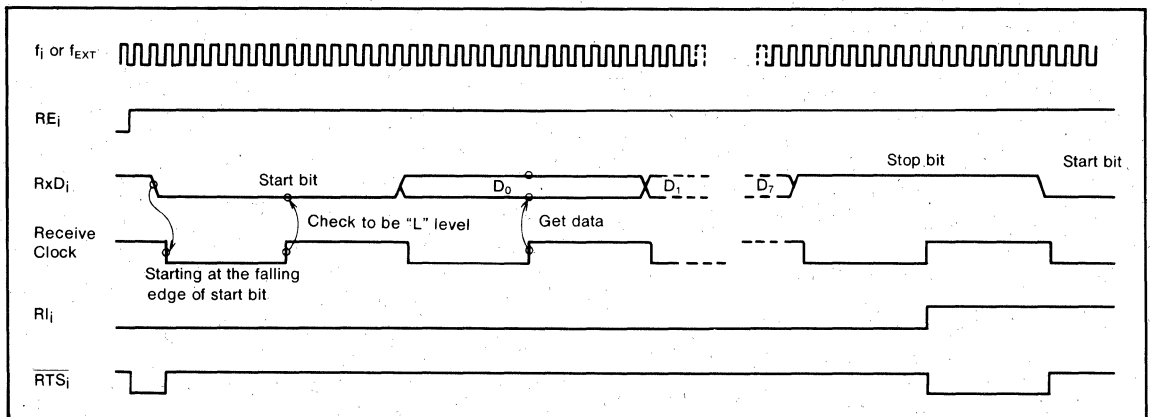 fi or fEXT
REi
RxDi
Start bit
D0
D1
D7
Stop bit
Start bit
Check to be "L" level
Get data
Receive
Clock
Starting at the falling
edge of start bit
RIi
RTSi